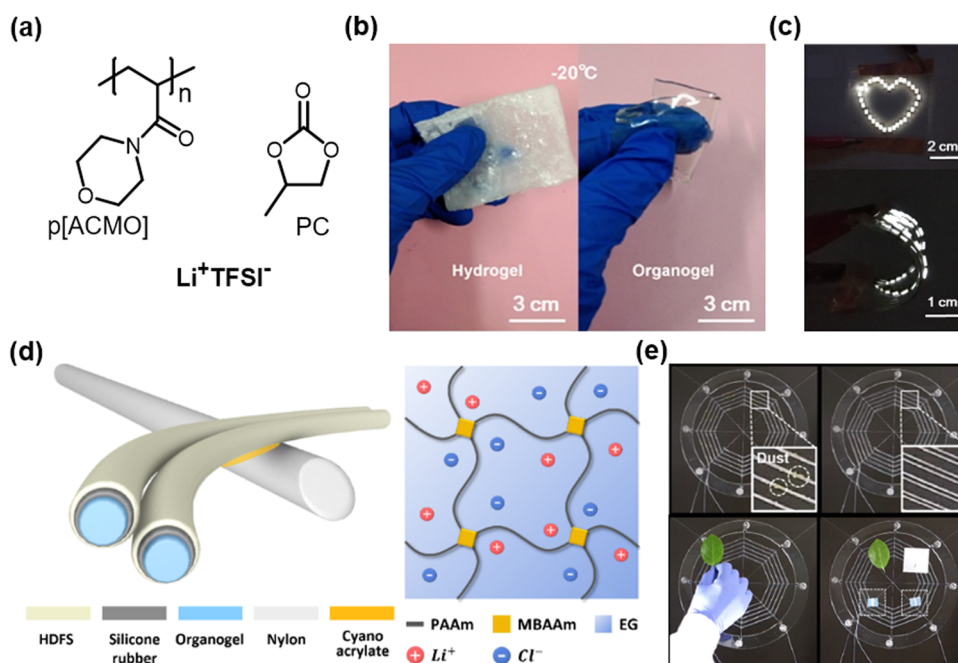 (a)
n
N
O
O
p[ACMO]
O
O
O
PC
Li⁺TFSI⁻
(b)
-20℃
Hydrogel
3 cm
Organogel
3 cm
(c)
2 cm
1 cm
(d)
HDFS
Silicone
rubber
Organogel
Nylon
Cyano
acrylate
PAAm
MBAAm
EG
Li⁺
Cl⁻
(e)
Dust